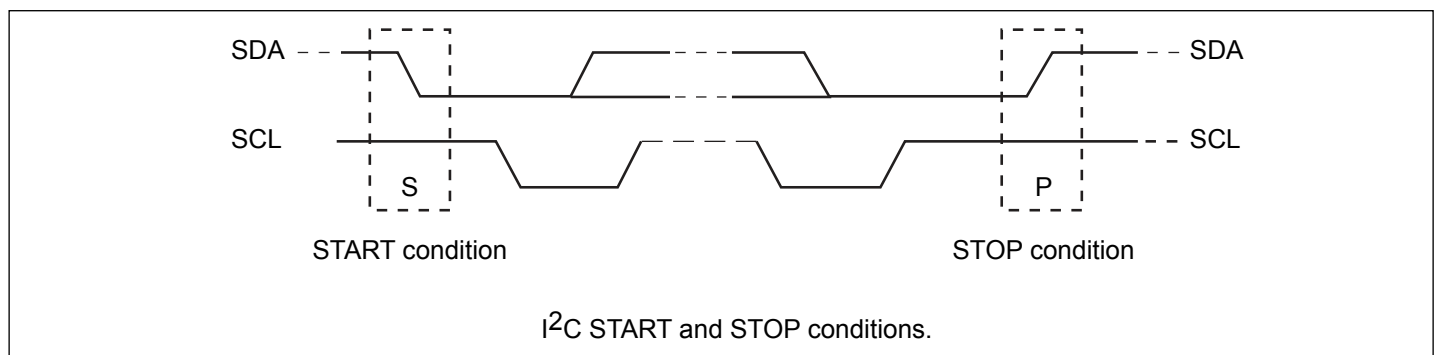 SDA SDA
SCL SCL
S P
START condition STOP condition
I²C START and STOP conditions.